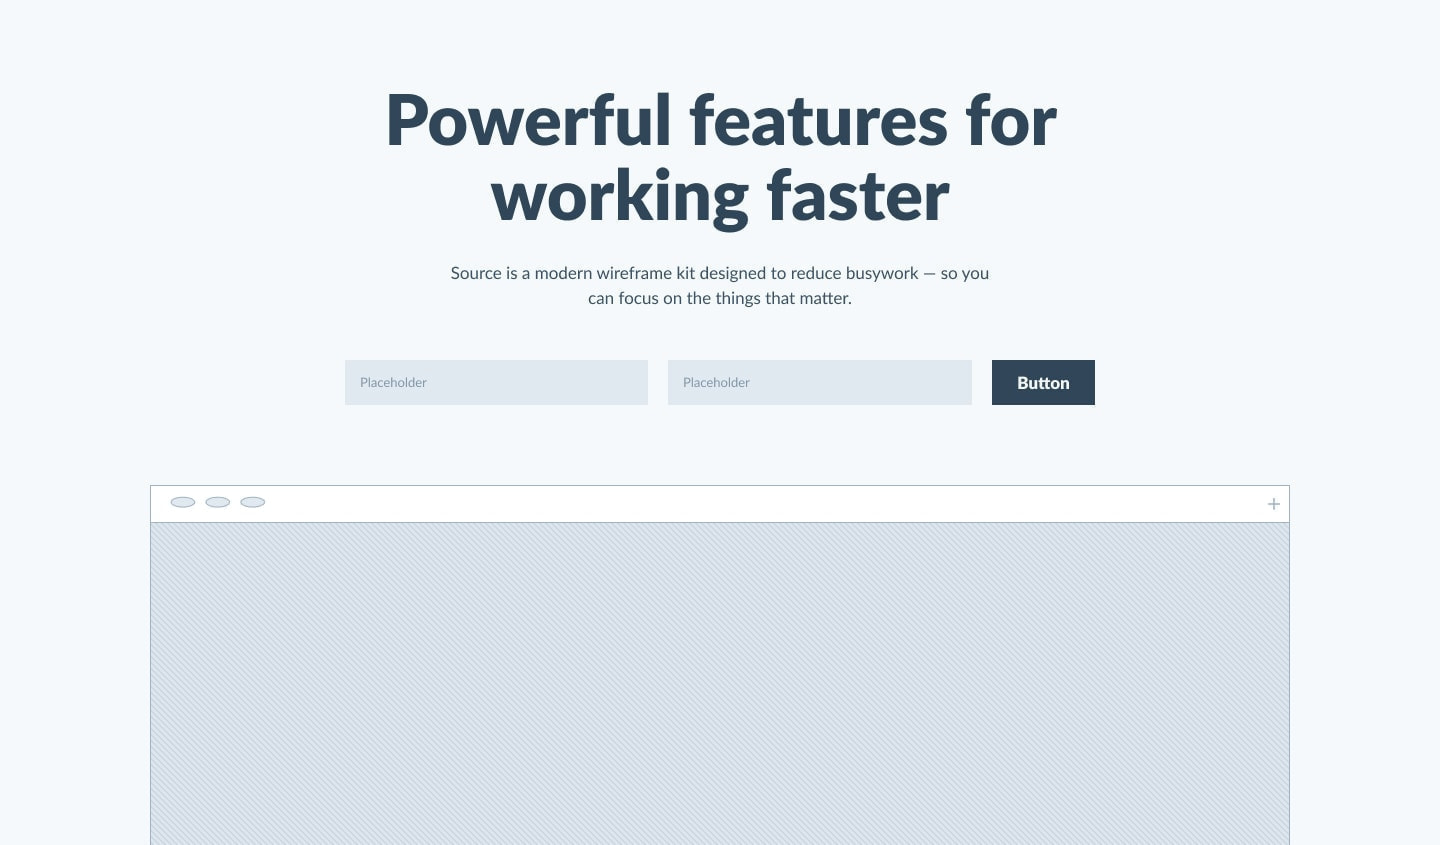 Powerful features for
working faster
Source is a modern wireframe kit designed to reduce busywork — so you
can focus on the things that matter.
Placeholder
Placeholder
Button